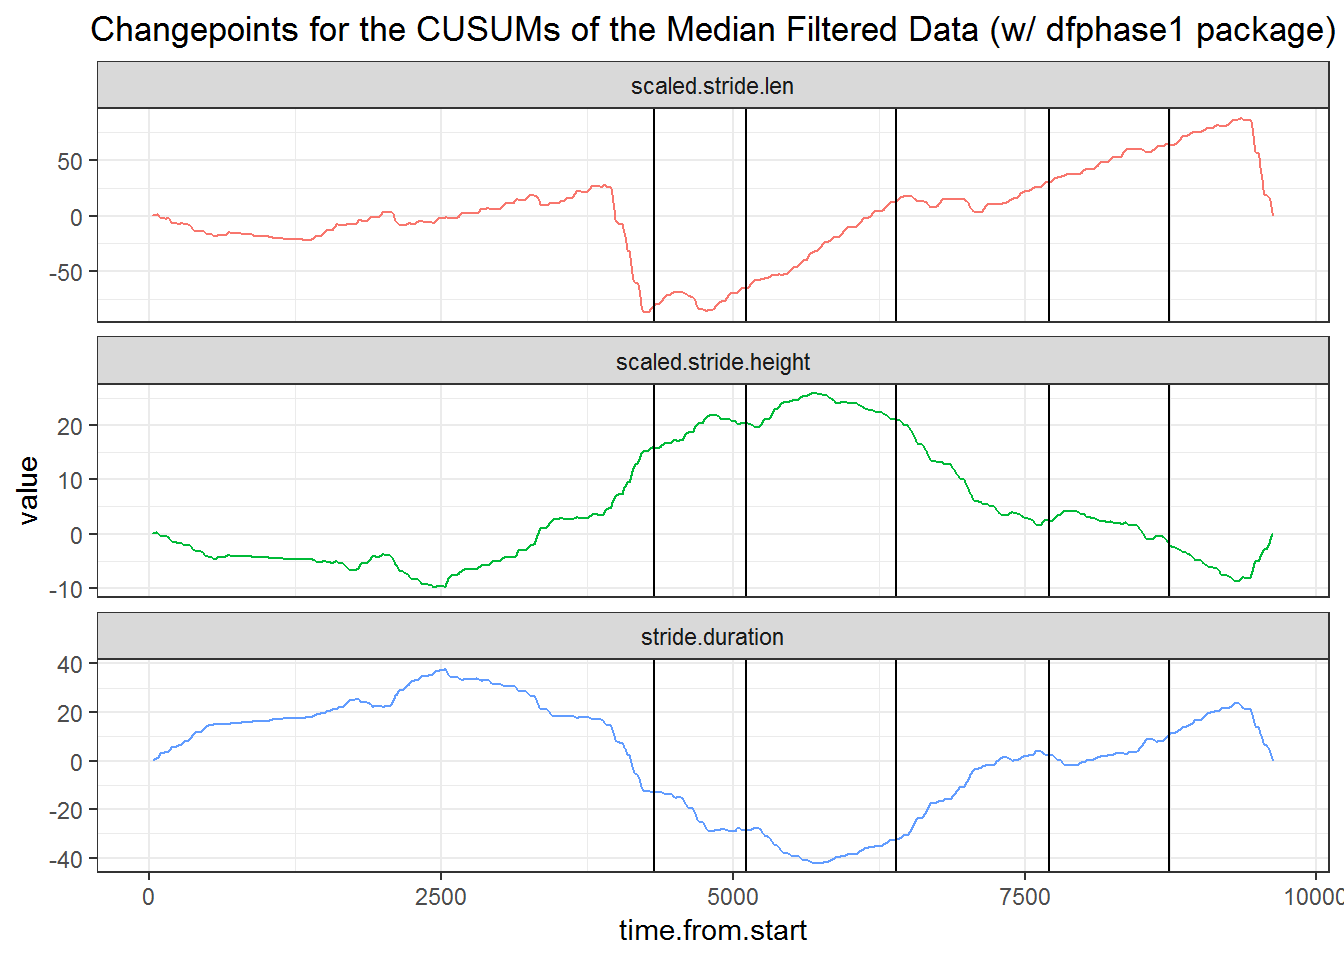 Changepoints for the CUSUMs of the Median Filtered Data (w/ dfphase1 package)
scaled.stride.len
50
0
-50
scaled.stride.height
20
10
0
-10
value
stride.duration
40
20
0
-20
-40
0 2500 5000 7500 10000
time.from.start